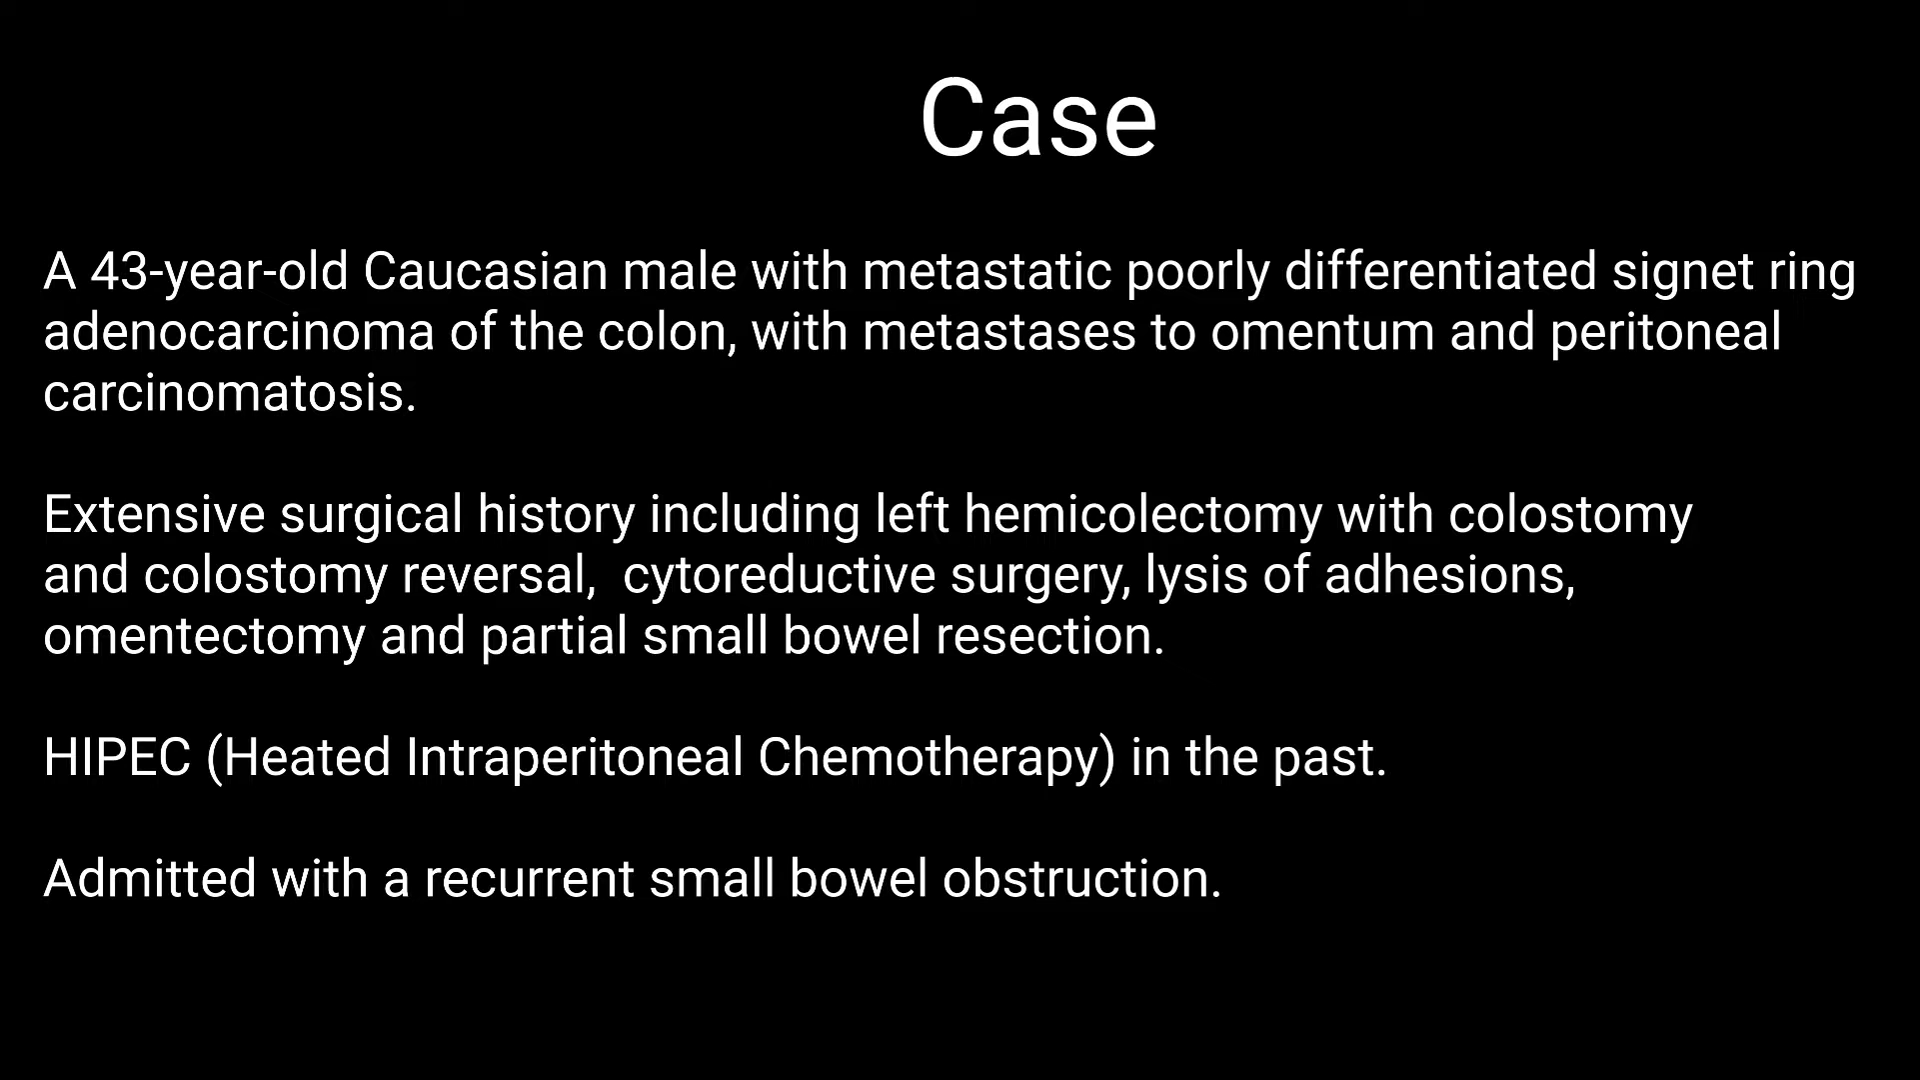 Case
A 43-year-old Caucasian male with metastatic poorly differentiated signet ring
adenocarcinoma of the colon, with metastases to omentum and peritoneal
carcinomatosis.
Extensive surgical history including left hemicolectomy with colostomy
and colostomy reversal,  cytoreductive surgery, lysis of adhesions,
omentectomy and partial small bowel resection.
HIPEC (Heated Intraperitoneal Chemotherapy) in the past.
Admitted with a recurrent small bowel obstruction.